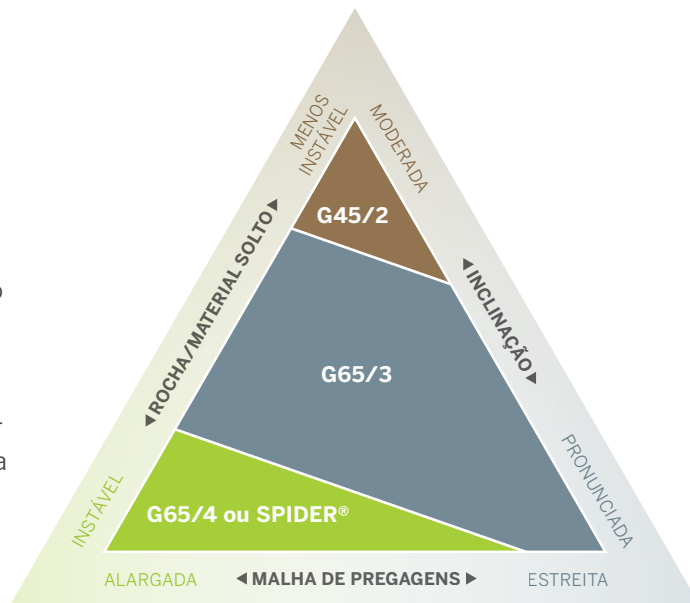 MENOS
INSTÁVEL
MODERADA
G45/2
◀ROCHA/MATERIAL SOLTO▶
◀INCLINAÇÃO▶
o
G65/3
a
INSTÁVEL
PRONUNCIADA
G65/4 ou SPIDER®
ALARGADA
◀MALHA DE PREGAGENS▶
ESTREITA